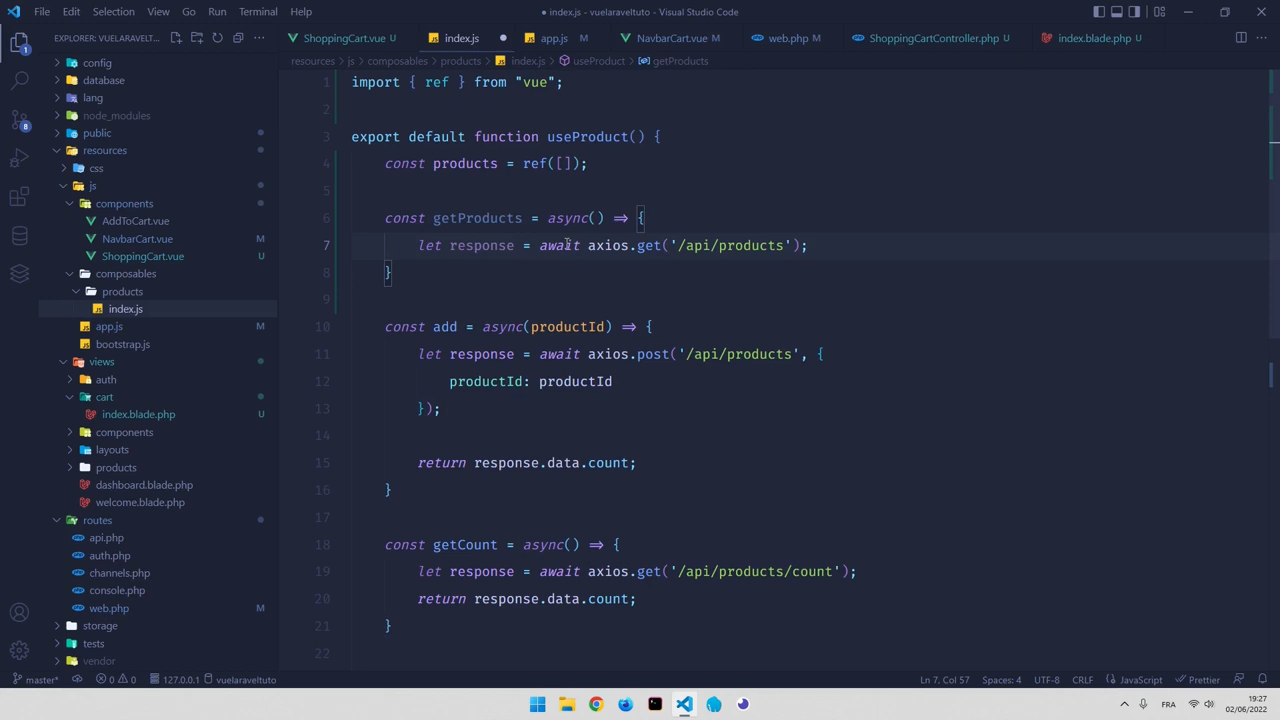 File Edit Selection View Go Run Terminal Help
● index.js - vuelaraveltuto - Visual Studio Code
EXPLORER: VUELARAVELT...
ShoppingCart.vue U
index.js
app.js M
NavbarCart.vue M
web.php M
ShoppingCartController.php U
index.blade.php U
resources > js > composables > products > index.js > useProduct > getProducts
1
config
database
lang
node_modules
public
resources
css
js
components
AddToCart.vue
NavbarCart.vue M
ShoppingCart.vue U
composables
products
index.js
app.js M
bootstrap.js
views
auth
cart
index.blade.php U
components
layouts
products
dashboard.blade.php
welcome.blade.php
routes
api.php
auth.php
channels.php
console.php
web.php M
storage
tests
vendor
8
1 import { ref } from "vue";
2
3 export default function useProduct() {
4 const products = ref([]);
5
6 const getProducts = async() => {
7 let response = await axios.get('/api/products');
8 }
9
10 const add = async(productId) => {
11 let response = await axios.post('/api/products', {
12 productId: productId
13 });
14
15 return response.data.count;
16 }
17
18 const getCount = async() => {
19 let response = await axios.get('/api/products/count');
20 return response.data.count;
21 }
22
master* 0 0 127.0.0.1 vuelaraveltuto
Ln 7, Col 57 Spaces: 4 UTF-8 CRLF JavaScript Prettier
FRA
19:27
02/06/2022